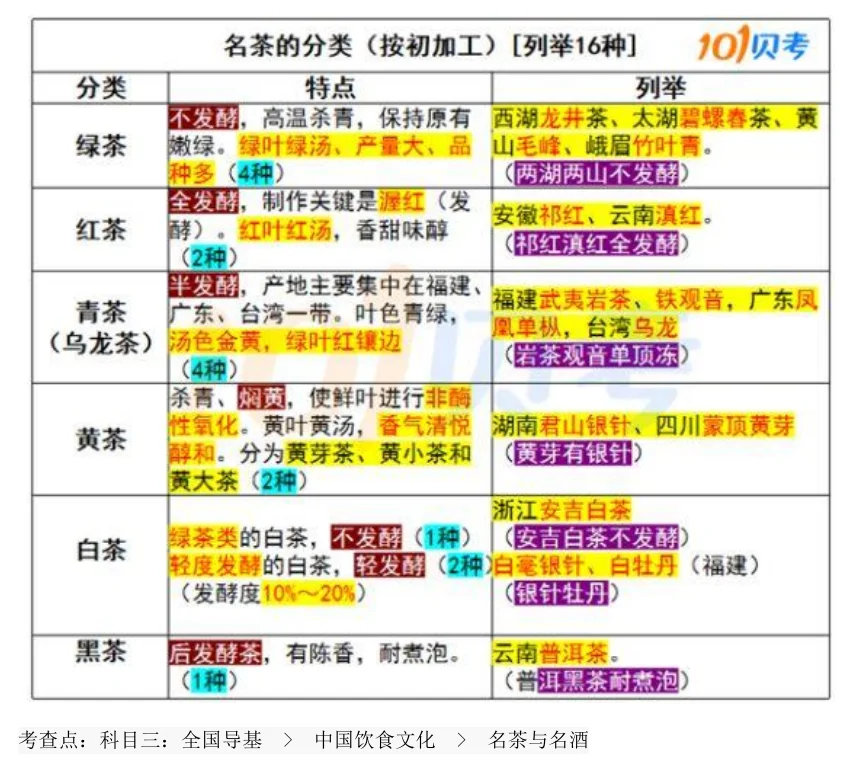 名茶的分类（按初加工）[列举16种]
101贝考
分类
特点
列举
绿茶
不发酵，高温杀青，保持原有
嫩绿。绿叶绿汤、产量大、品
种多（4种）
西湖龙井茶、太湖碧螺春茶、黄
山毛峰、峨眉竹叶青。
（两湖两山不发酵）
红茶
全发酵，制作关键是渥红（发
酵）。红叶红汤，香甜味醇
（2种）
安徽祁红、云南滇红。
（祁红滇红全发酵）
青茶
（乌龙茶）
半发酵，产地主要集中在福建、
广东、台湾一带。叶色青绿，
汤色金黄，绿叶红镶边
（4种）
福建武夷岩茶、铁观音，广东凤
凰单枞，台湾乌龙
（岩茶观音单顶冻）
黄茶
杀青、焖黄，使鲜叶进行非酶
性氧化。黄叶黄汤，香气清悦
醇和。分为黄芽茶、黄小茶和
黄大茶（2种）
湖南君山银针、四川蒙顶黄芽
（黄芽有银针）
白茶
绿茶类的白茶，不发酵（1种）
轻度发酵的白茶，轻发酵（2种）
（发酵度10%～20%）
浙江安吉白茶
（安吉白茶不发酵）
白毫银针、白牡丹（福建）
（银针牡丹）
黑茶
后发酵茶，有陈香，耐煮泡。
（1种）
云南普洱茶。
（普洱黑茶耐煮泡）
101贝考
考查点：科目三：全国导基 > 中国饮食文化 > 名茶与名酒